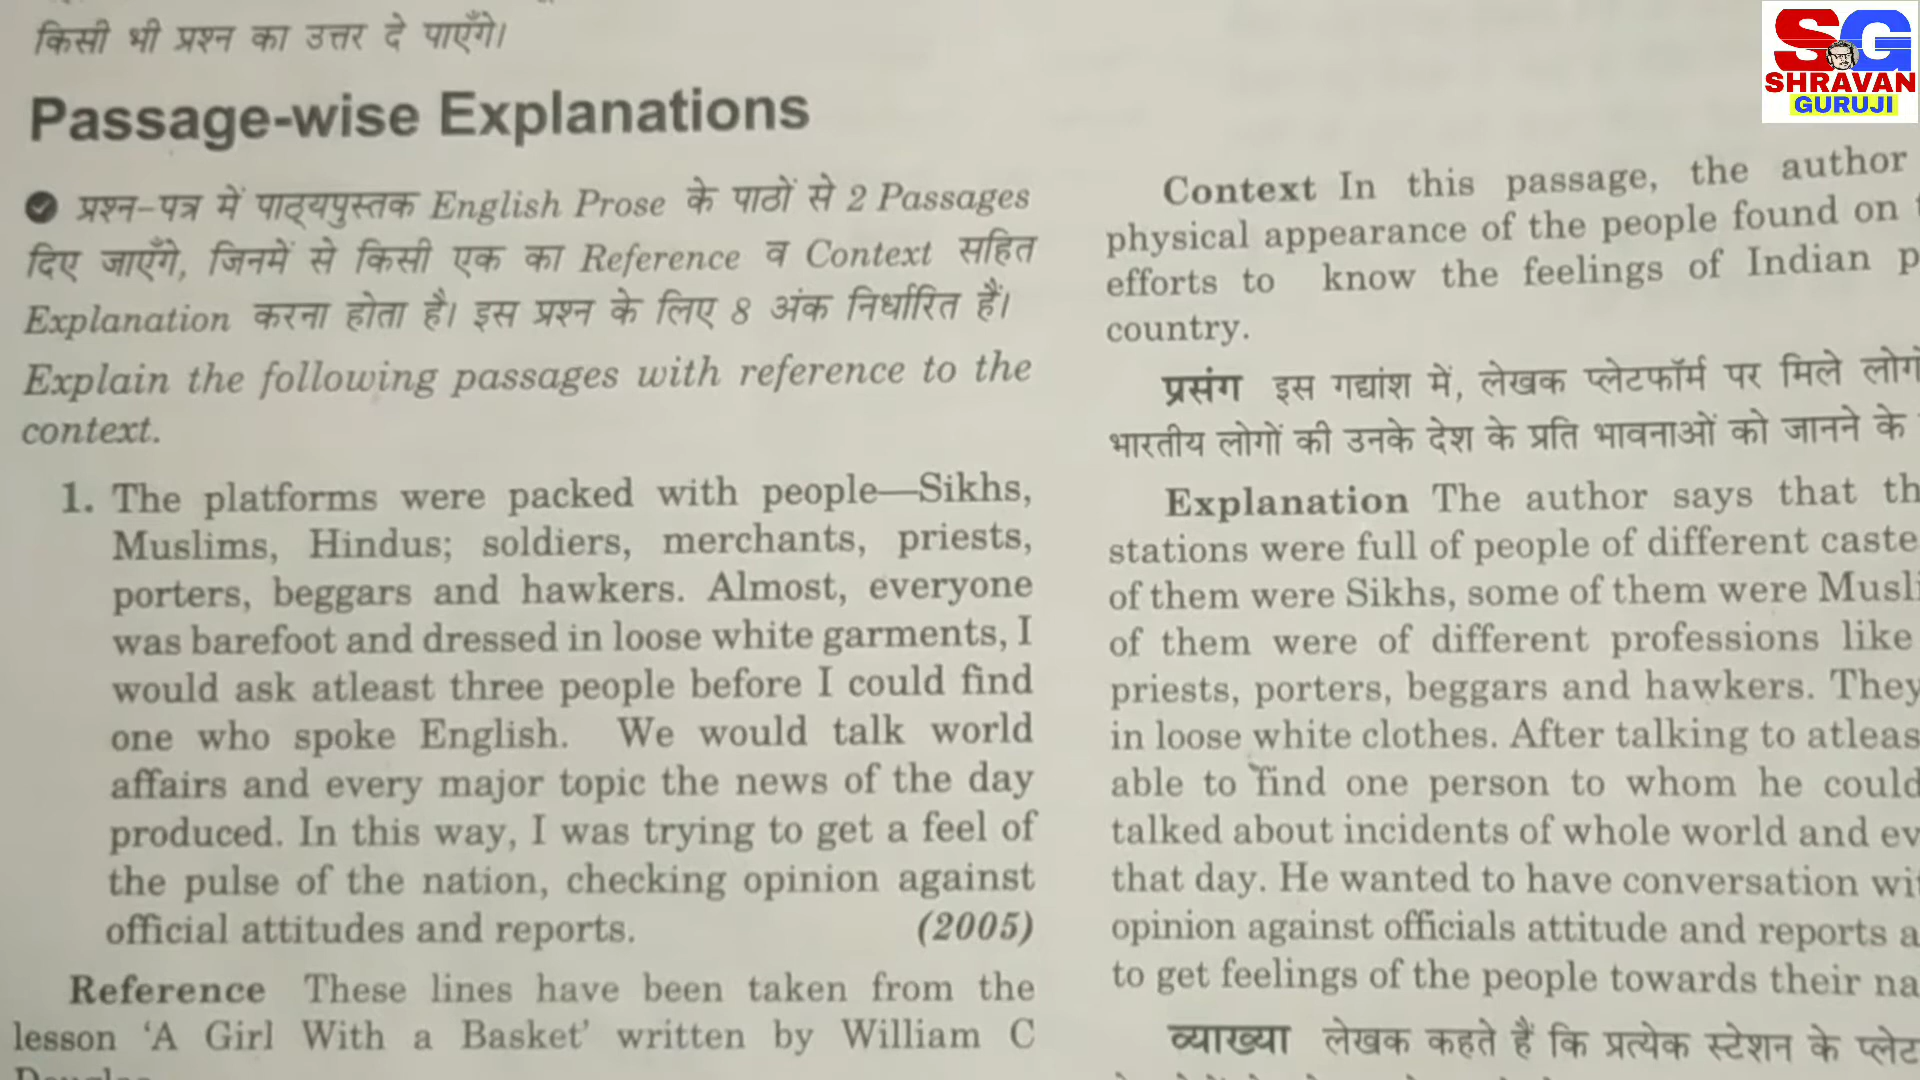 किसी भी प्रश्न का उत्तर दे पाएँगे।
Passage-wise Explanations
प्रश्न-पत्र में पाठ्यपुस्तक English Prose के पाठों से 2 Passages
दिए जाएँगे, जिनमें से किसी एक का Reference व Context सहित
Explanation करना होता है। इस प्रश्न के लिए 8 अंक निर्धारित हैं।
Explain the following passages with reference to the
context.
1. The platforms were packed with people—Sikhs,
Muslims, Hindus; soldiers, merchants, priests,
porters, beggars and hawkers. Almost, everyone
was barefoot and dressed in loose white garments, I
would ask atleast three people before I could find
one who spoke English. We would talk world
affairs and every major topic the news of the day
produced. In this way, I was trying to get a feel of
the pulse of the nation, checking opinion against
official attitudes and reports. (2005)
Reference These lines have been taken from the
lesson ‘A Girl With a Basket’ written by William C
Context In this passage, the author
physical appearance of the people found on
efforts to know the feelings of Indian
country.
प्रसंग इस गद्यांश में, लेखक प्लेटफॉर्म पर मिले
भारतीय लोगों की उनके देश के प्रति भावनाओं को जानने के
Explanation The author says that
stations were full of people of different
of them were Sikhs, some of them were
of them were of different professions like
priests, porters, beggars and hawkers. They
in loose white clothes. After talking to
able to find one person to whom he could
talked about incidents of whole world and
that day. He wanted to have conversation
opinion against officials attitude and reports
to get feelings of the people towards their
व्याख्या लेखक कहते हैं कि प्रत्येक स्टेशन के
SG
SHRAVAN
GURUJI